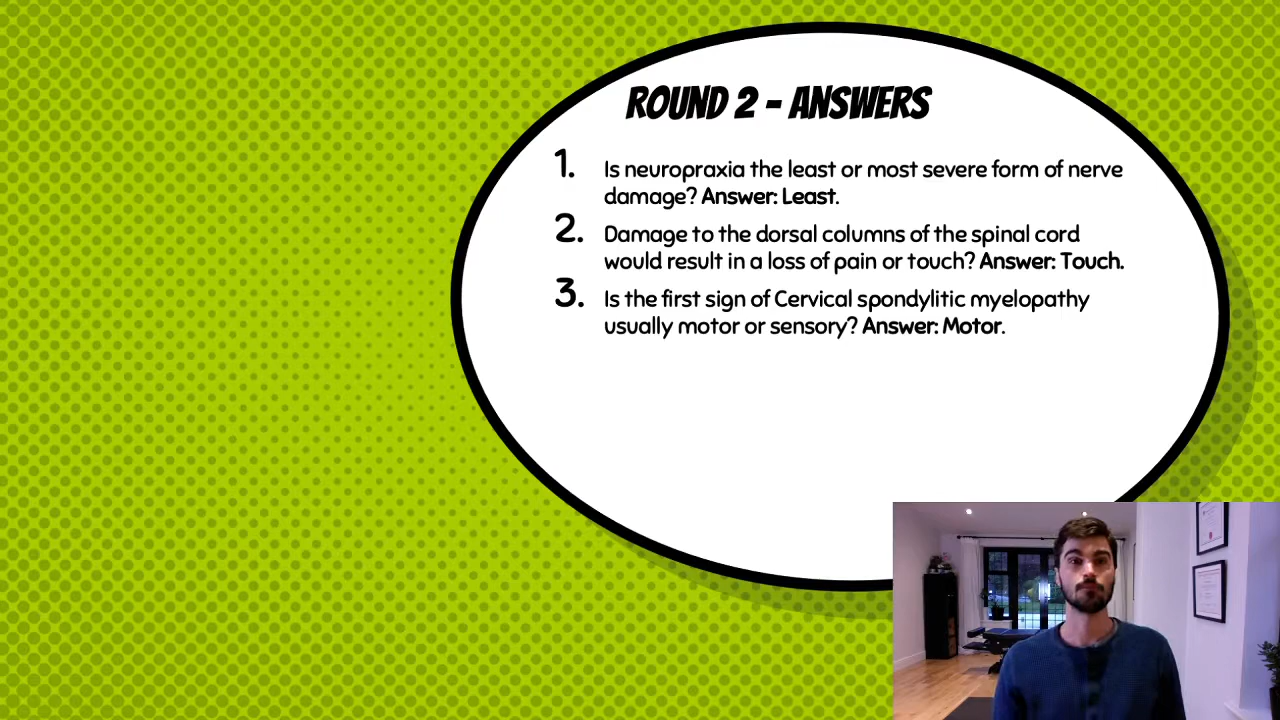 ROUND 2 - ANSWERS
1. Is neuropraxia the least or most severe form of nerve
damage? Answer: Least.
2. Damage to the dorsal columns of the spinal cord
would result in a loss of pain or touch? Answer: Touch.
3. Is the first sign of Cervical spondylitic myelopathy
usually motor or sensory? Answer: Motor.